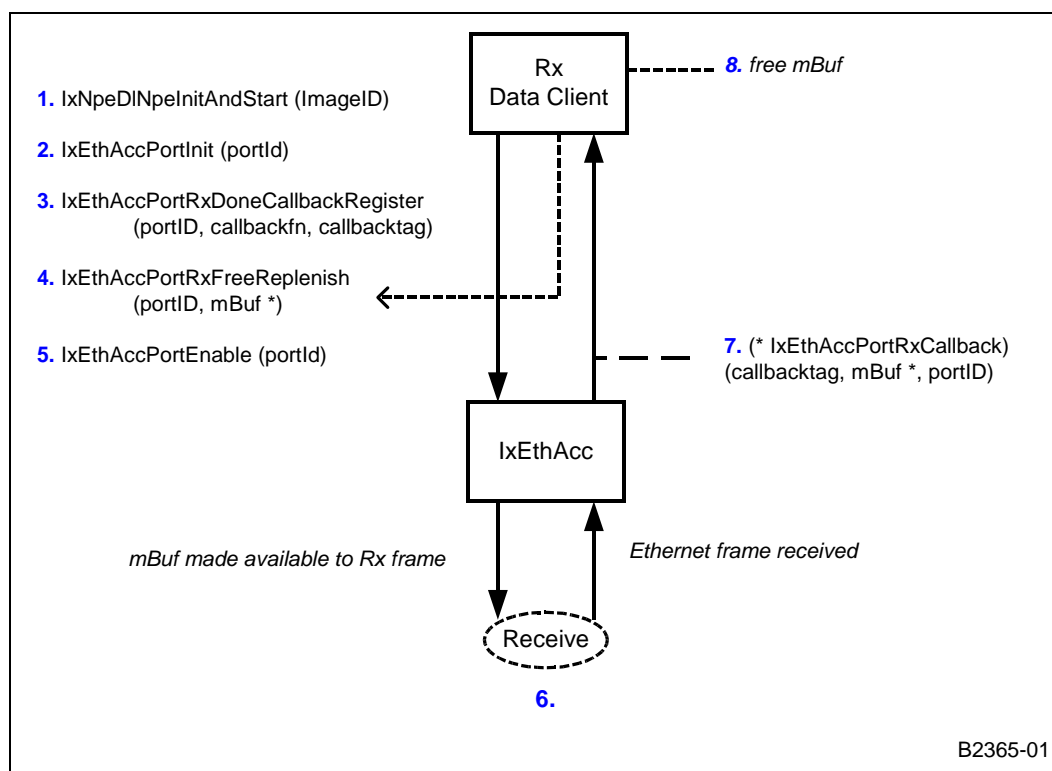 Rx
Data Client
8. free mBuf
1. IxNpeDlNpeInitAndStart (ImageID)
2. IxEthAccPortInit (portId)
3. IxEthAccPortRxDoneCallbackRegister
(portID, callbackfn, callbacktag)
4. IxEthAccPortRxFreeReplenish
(portID, mBuf *)
5. IxEthAccPortEnable (portId)
7. (* IxEthAccPortRxCallback)
(callbacktag, mBuf *, portID)
IxEthAcc
mBuf made available to Rx frame
Ethernet frame received
Receive
6.
B2365-01